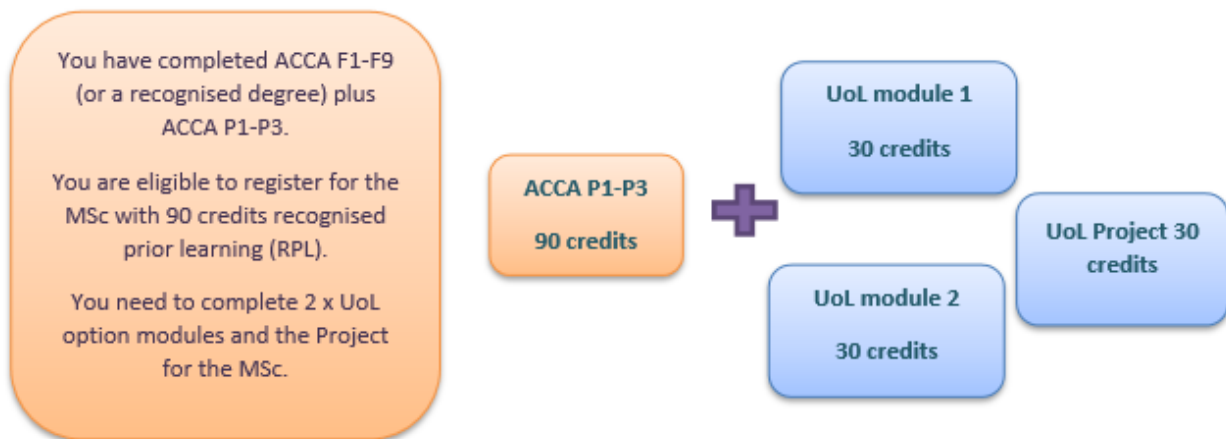 You have completed ACCA F1-F9
(or a recognised degree) plus
ACCA P1-P3.
You are eligible to register for the
MSc with 90 credits recognised
prior learning (RPL).
You need to complete 2 x UoL
option modules and the Project
for the MSc.
ACCA P1-P3
90 credits
UoL module 1
30 credits
UoL module 2
30 credits
UoL Project 30
credits